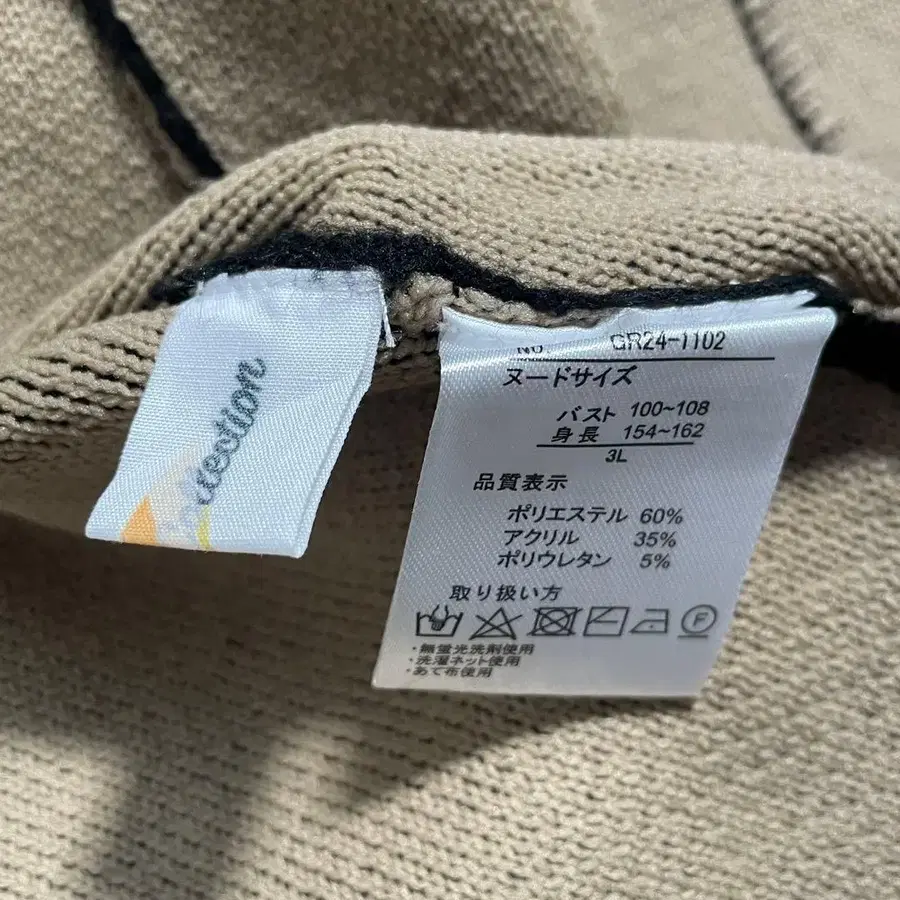 NO GR24-1102
ヌードサイズ
バスト 100~108
身長 154~162
3L
品質表示
ポリエステル 60%
アクリル 35%
ポリウレタン 5%
取り扱い方
F
・無蛍光洗剤使用
・洗濯ネット使用
・あて布使用